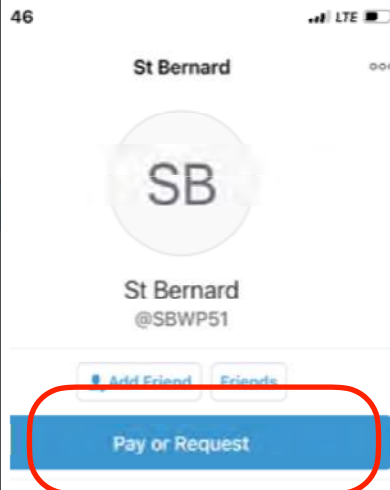 46 LTE
St Bernard
SB
St Bernard
@SBWP51
Add Friend Friends
Pay or Request